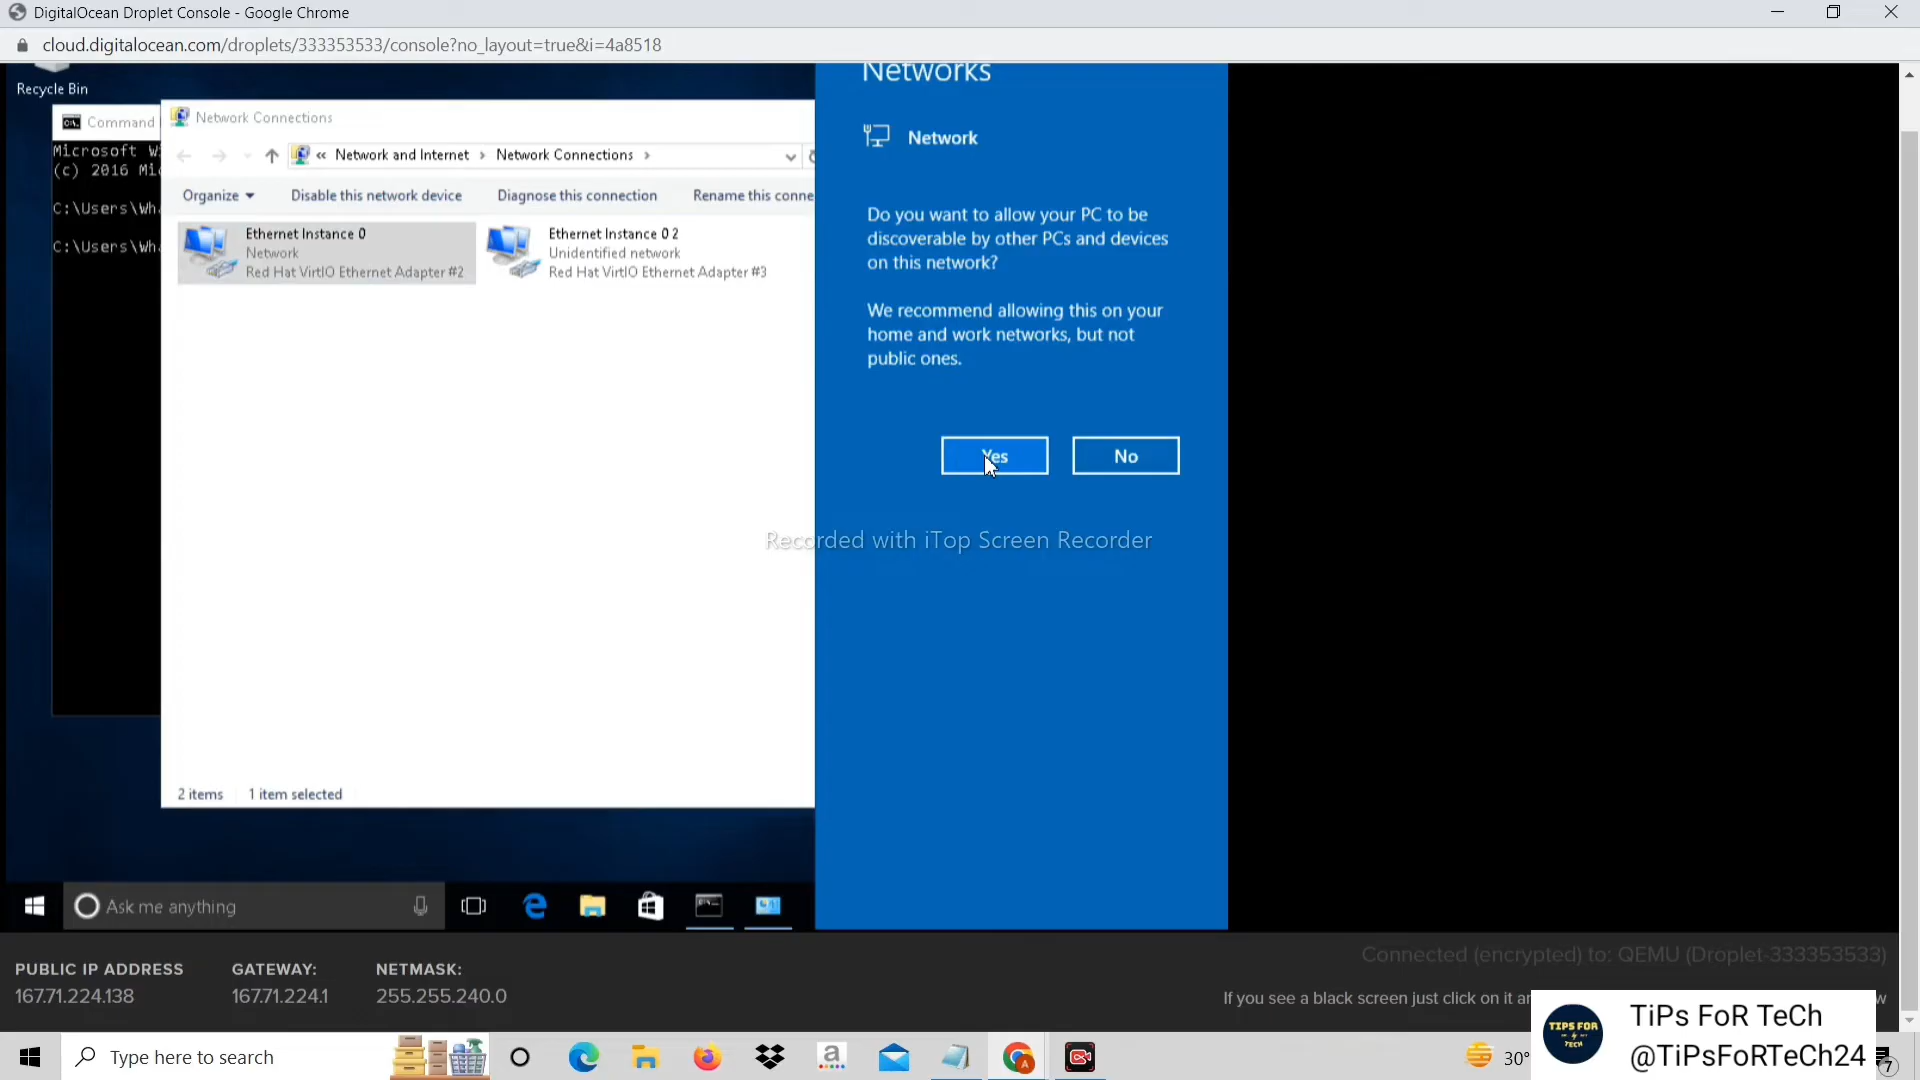 DigitalOcean Droplet Console - Google Chrome
cloud.digitalocean.com/droplets/333353533/console?no_layout=true&i=4a8518
Recycle Bin
Command
Microsoft W
(c) 2016 Mi
C:\Users\Wh
C:\Users\Wh
Network Connections
« Network and Internet > Network Connections >
Organize
Disable this network device
Diagnose this connection
Rename this conne
Ethernet Instance 0
Network
Red Hat VirtIO Ethernet Adapter #2
Ethernet Instance 0 2
Unidentified network
Red Hat VirtIO Ethernet Adapter #3
2 items
1 item selected
Networks
Network
Do you want to allow your PC to be
discoverable by other PCs and devices
on this network?
We recommend allowing this on your
home and work networks, but not
public ones.
Yes
No
Recorded with iTop Screen Recorder
Ask me anything
PUBLIC IP ADDRESS
167.71.224.138
GATEWAY:
167.71.224.1
NETMASK:
255.255.240.0
Connected (encrypted) to: QEMU (Droplet-333353533)
If you see a black screen just click on it
TIPS FOR
TECH
TiPs FoR TeCh
@TiPsFoRTeCh24
Type here to search
30°
7